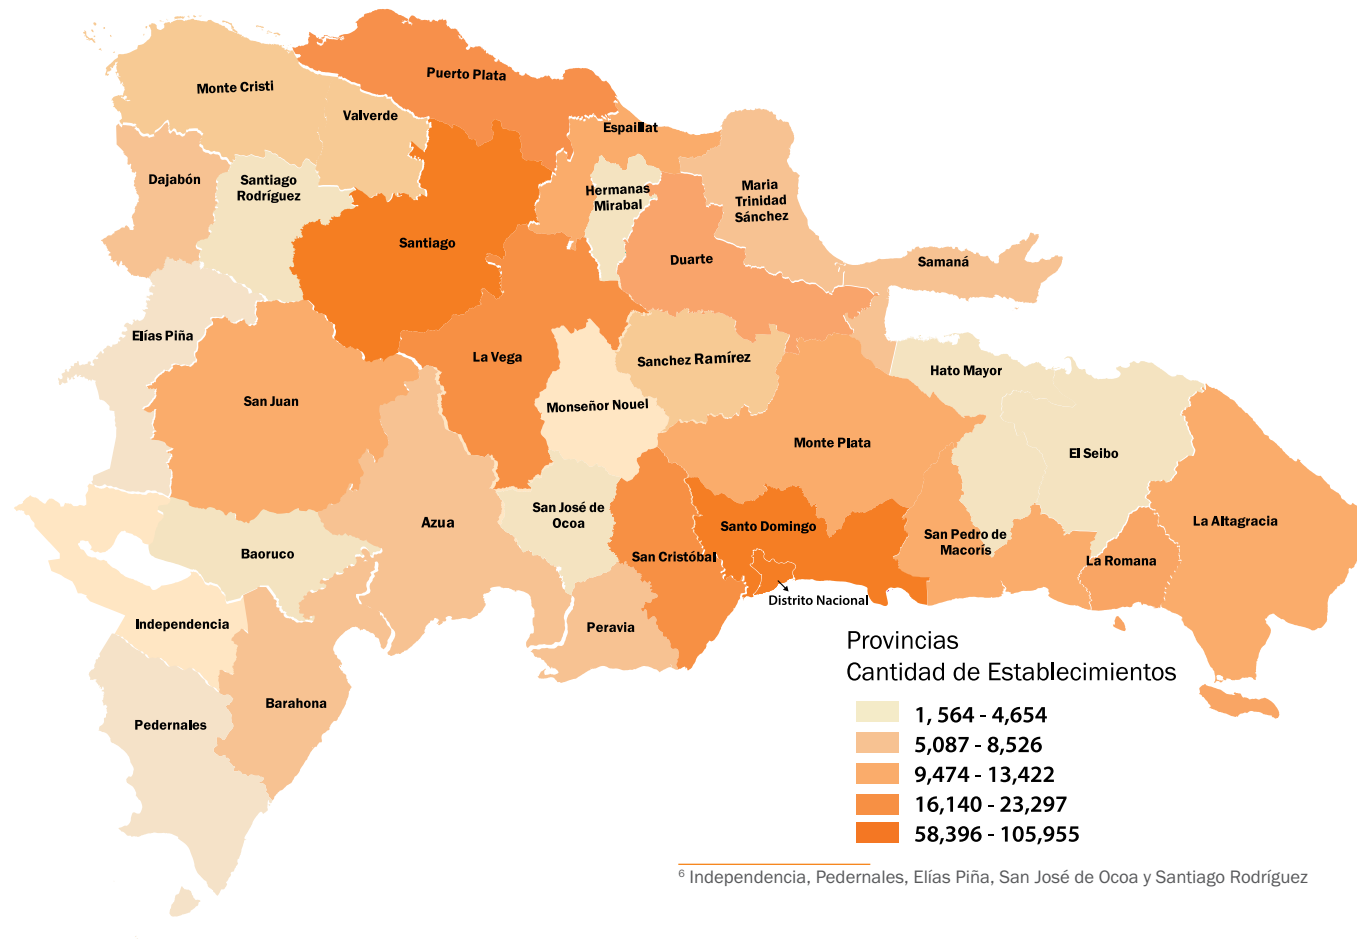 Puerto Plata
Monte Cristi
Valverde
Espaillat
Dajabón
Santiago
Rodríguez
Hermanas
Mirabal
Maria
Trinidad
Sánchez
Santiago
Duarte
Samaná
Elías Piña
La Vega
Sanchez Ramírez
Hato Mayor
San Juan
Monseñor Nouel
Monte Plata
El Seibo
San José de
Ocoa
Azua
Santo Domingo
La Altagracia
San Pedro de
Macorís
Baoruco
San Cristóbal
La Romana
Distrito Nacional
Independencia
Peravia
Barahona
Pedernales
Provincias
Cantidad de Establecimientos
1, 564 - 4,654
5,087 - 8,526
9,474 - 13,422
16,140 - 23,297
58,396 - 105,955
6 Independencia, Pedernales, Elías Piña, San José de Ocoa y Santiago Rodríguez